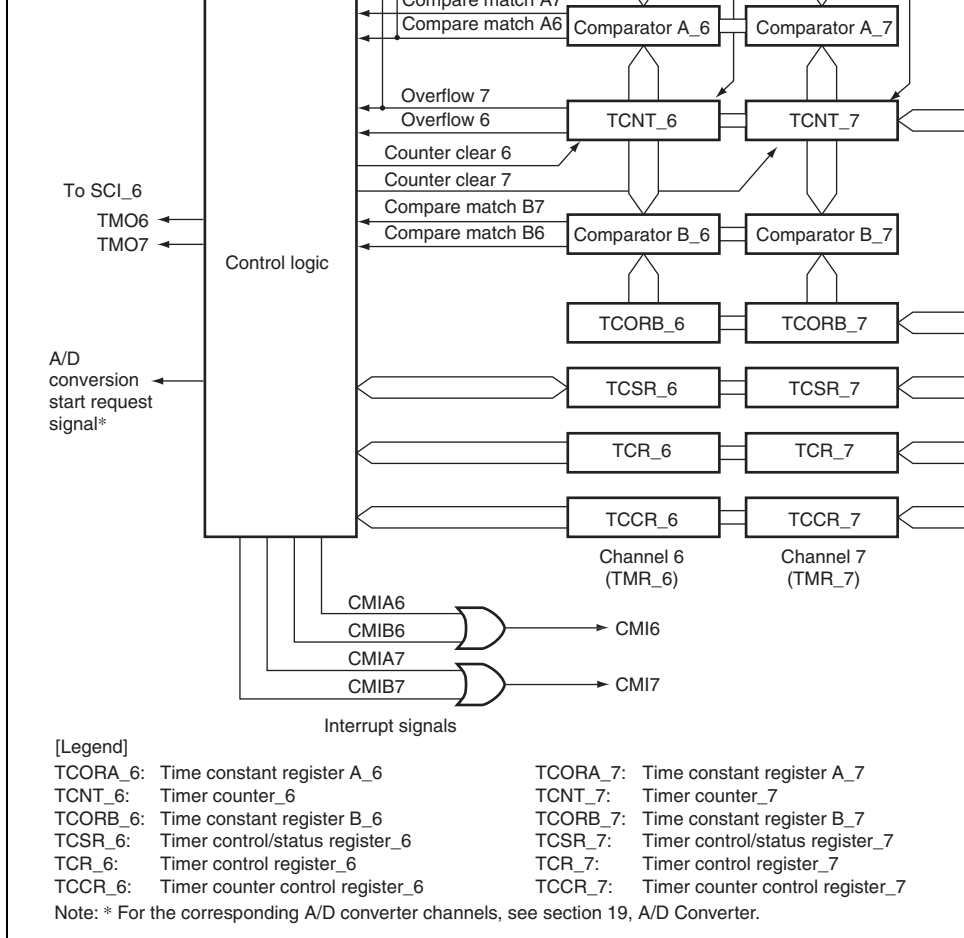 Compare match A7
Compare match A6
Comparator A_6
Comparator A_7
Overflow 7
Overflow 6
TCNT_6
TCNT_7
Counter clear 6
Counter clear 7
To SCI_6
TMO6
TMO7
Compare match B7
Compare match B6
Comparator B_6
Comparator B_7
Control logic
TCORB_6
TCORB_7
A/D
conversion
start request
signal*
TCSR_6
TCSR_7
TCR_6
TCR_7
TCCR_6
TCCR_7
Channel 6
(TMR_6)
Channel 7
(TMR_7)
CMIA6
CMIB6
CMI6
CMIA7
CMIB7
CMI7
Interrupt signals
[Legend]
TCORA_6: Time constant register A_6
TCORA_7: Time constant register A_7
TCNT_6: Timer counter_6
TCNT_7: Timer counter_7
TCORB_6: Time constant register B_6
TCORB_7: Time constant register B_7
TCSR_6: Timer control/status register_6
TCSR_7: Timer control/status register_7
TCR_6: Timer control register_6
TCR_7: Timer control register_7
TCCR_6: Timer counter control register_6
TCCR_7: Timer counter control register_7
Note: * For the corresponding A/D converter channels, see section 19, A/D Converter.